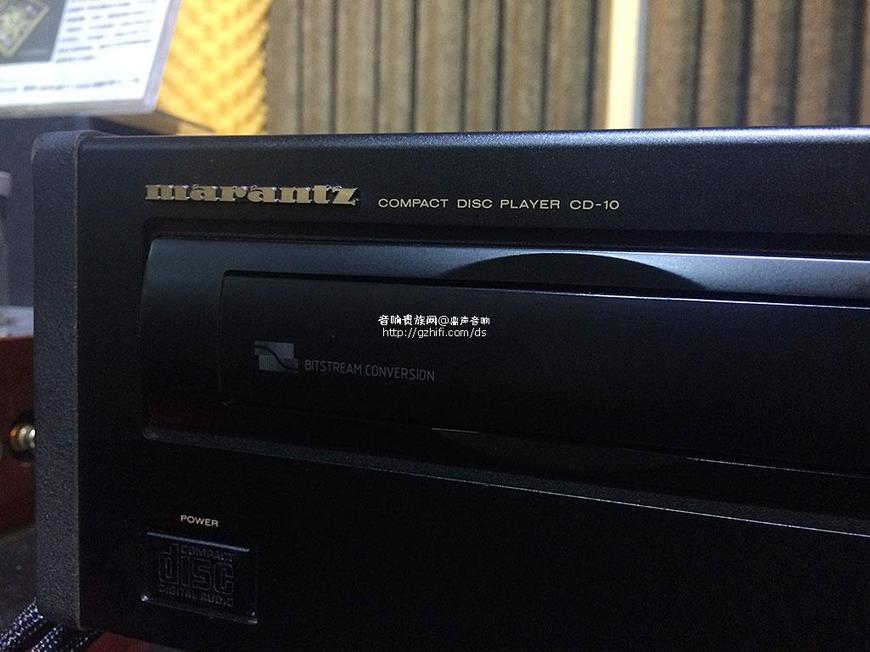 marantz COMPACT DISC PLAYER CD-10
音响贵族网@鼎声音响
http://gzhifi.com/ds
BITSTREAM CONVERSION
POWER
COMPACT
disc
DIGITAL AUDIO